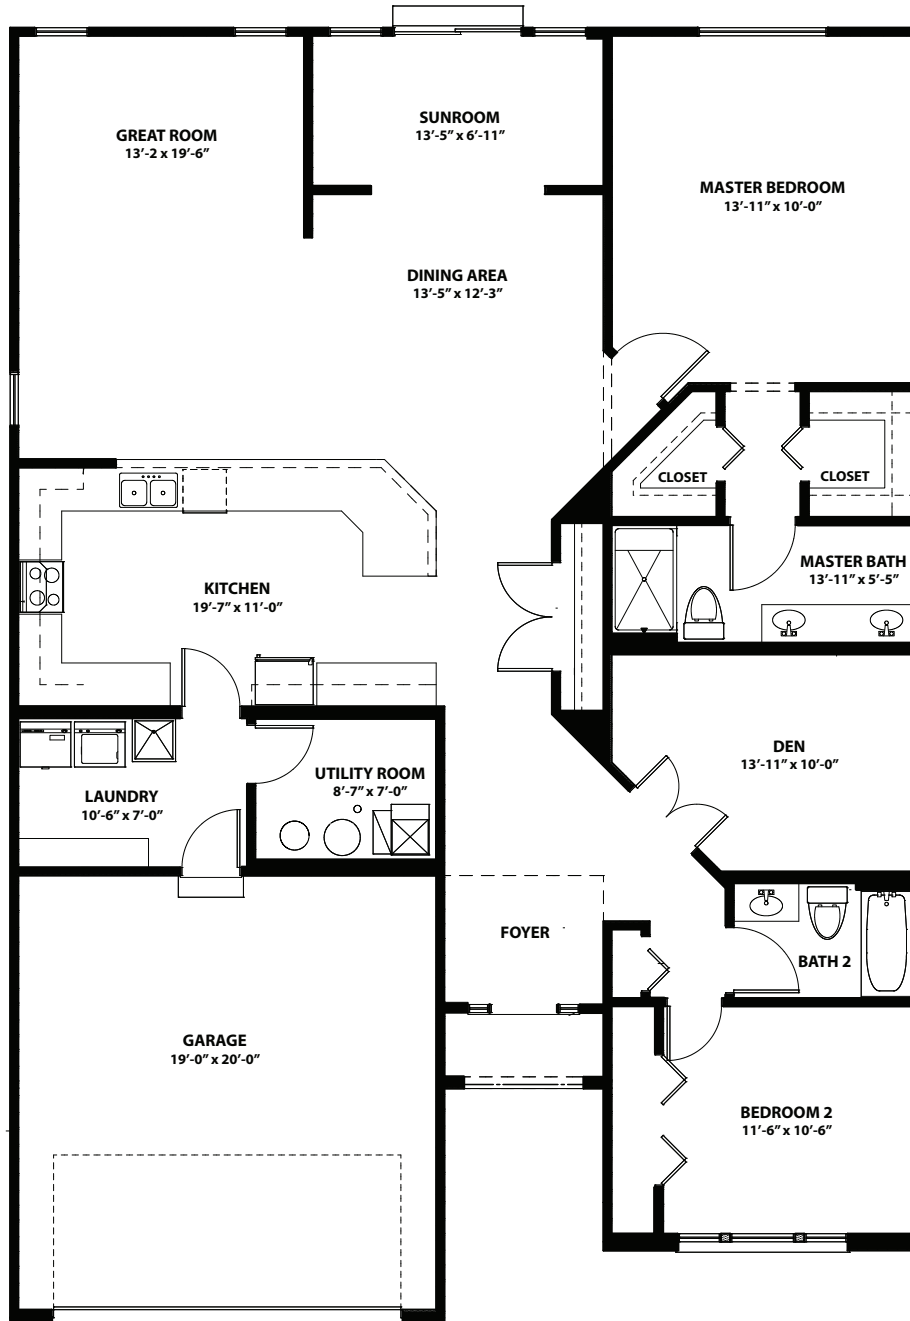 GREAT ROOM
13’-2 x 19’-6”
SUNROOM
13’-5” x 6’-11”
MASTER BEDROOM
13’-11” x 10’-0”
DINING AREA
13’-5” x 12’-3”
CLOSET
CLOSET
KITCHEN
19’-7” x 11’-0”
MASTER BATH
13’-11” x 5’-5”
DEN
13’-11” x 10’-0”
UTILITY ROOM
8’-7” x 7’-0”
LAUNDRY
10’-6” x 7’-0”
FOYER
BATH 2
GARAGE
19’-0” x 20’-0”
BEDROOM 2
11’-6” x 10’-6”